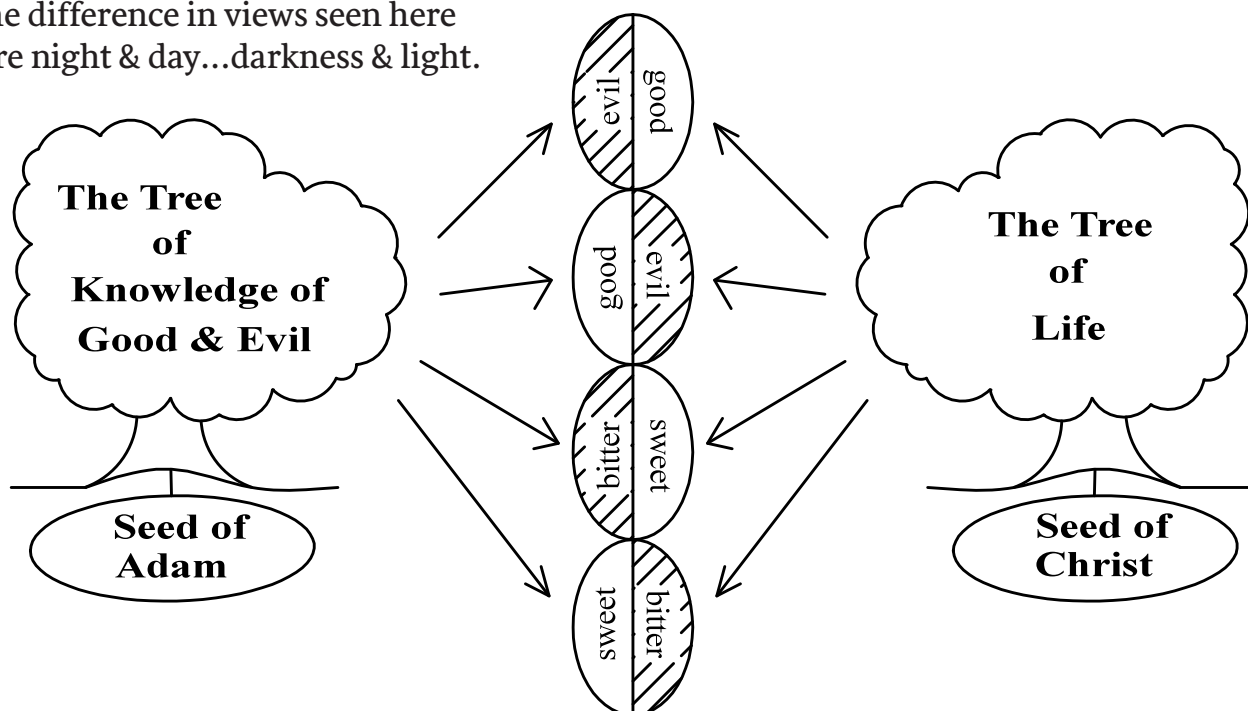 he difference in views seen here
re night & day...darkness & light.
The Tree
of
Knowledge of
Good & Evil
Seed of
Adam
evil
good
good
evil
bitter
sweet
sweet
bitter
The Tree
of
Life
Seed of
Christ